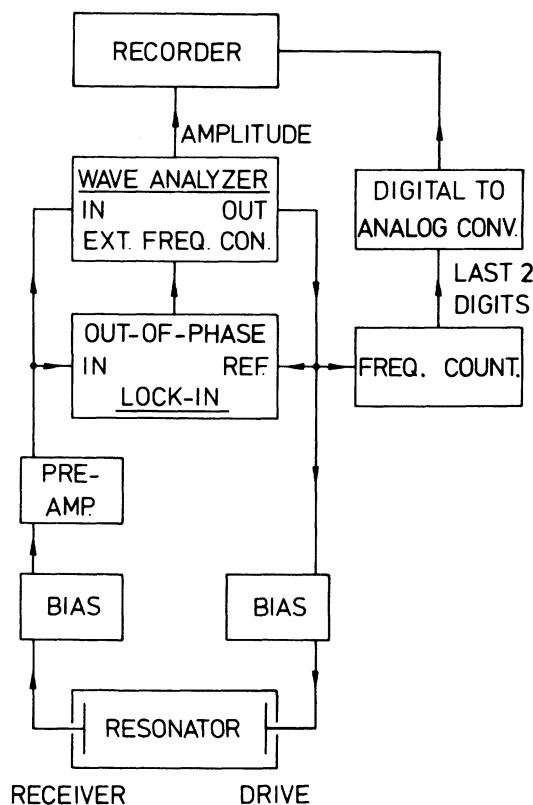 RECORDER
AMPLITUDE
WAVE ANALYZER
IN OUT
EXT. FREQ. CON.
DIGITAL TO
ANALOG CONV.
LAST 2
DIGITS
OUT-OF-PHASE
IN REF.
LOCK-IN
FREQ. COUNT.
PRE-
AMP.
BIAS
BIAS
RESONATOR
RECEIVER
DRIVE